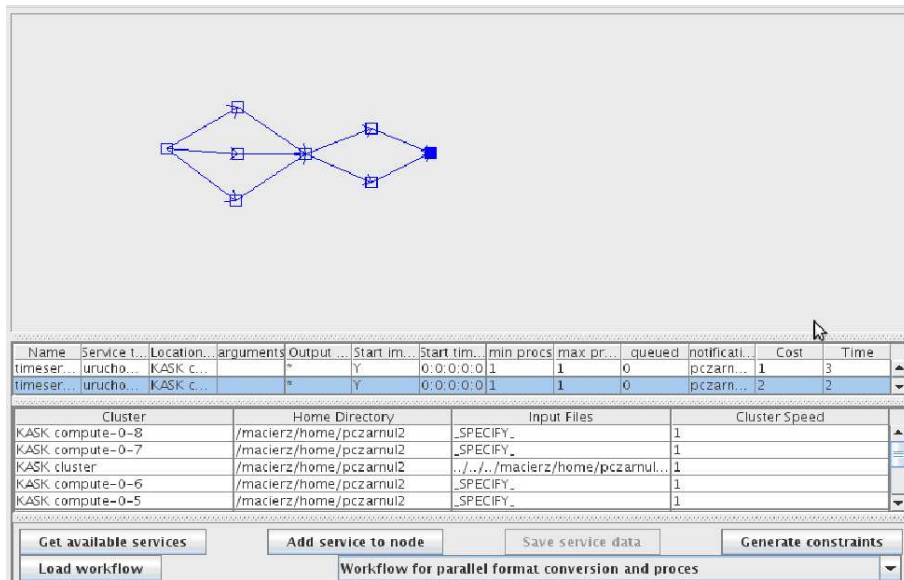 Name Service t... Location... arguments Output ... Start im... Start tim... min procs max pr... queued notificati... Cost Time
timeser... urucho... KASK c... * Y 0:0:0:0:0 1 1 0 pczarn... 1 3
timeser... urucho... KASK c... * Y 0:0:0:0:0 1 1 0 pczarn... 2 2
Cluster Home Directory Input Files Cluster Speed
KASK compute-0-8 /macierz/home/pczarnul2 _SPECIFY_ 1
KASK compute-0-7 /macierz/home/pczarnul2 _SPECIFY_ 1
KASK cluster /macierz/home/pczarnul2 ../../../macierz/home/pczarnul... 1
KASK compute-0-6 /macierz/home/pczarnul2 _SPECIFY_ 1
KASK compute-0-5 /macierz/home/pczarnul2 _SPECIFY_ 1
Get available services Add service to node Save service data Generate constraints
Load workflow Workflow for parallel format conversion and proces